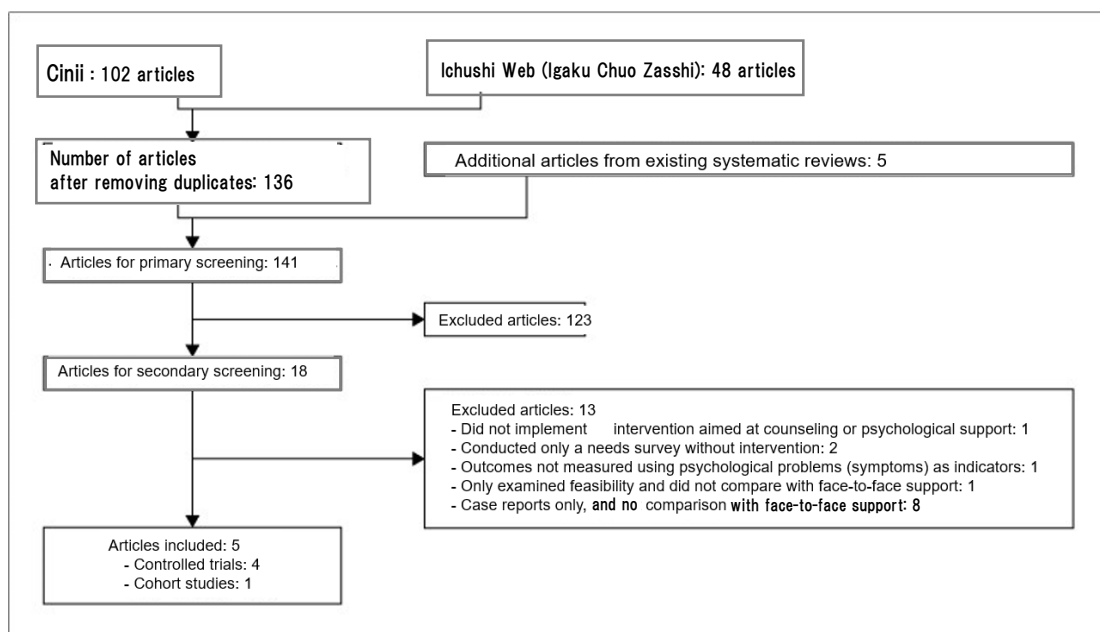 Cinii : 102 articles
Ichushi Web (Igaku Chuo Zasshi): 48 articles
Number of articles
after removing duplicates: 136
Additional articles from existing systematic reviews: 5
Articles for primary screening: 141
Excluded articles: 123
Articles for secondary screening: 18
Excluded articles: 13
- Did not implement intervention aimed at counseling or psychological support: 1
- Conducted only a needs survey without intervention: 2
- Outcomes not measured using psychological problems (symptoms) as indicators: 1
- Only examined feasibility and did not compare with face-to-face support: 1
- Case reports only, and no comparison with face-to-face support: 8
Articles included: 5
- Controlled trials: 4
- Cohort studies: 1